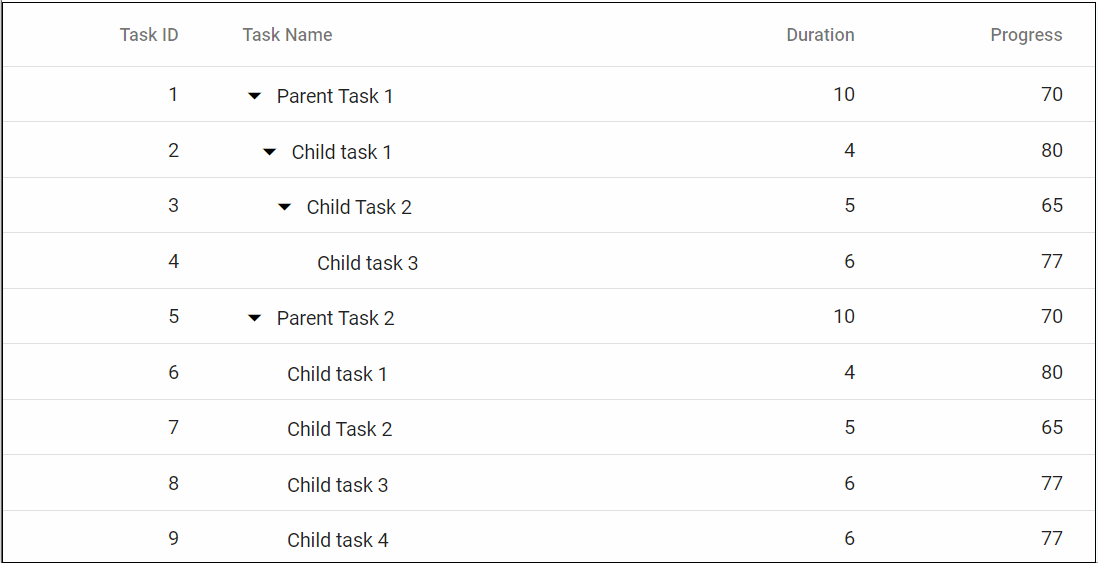 Task ID Task Name Duration Progress
1 Parent Task 1 10 70
2 Child task 1 4 80
3 Child Task 2 5 65
4 Child task 3 6 77
5 Parent Task 2 10 70
6 Child task 1 4 80
7 Child Task 2 5 65
8 Child task 3 6 77
9 Child task 4 6 77